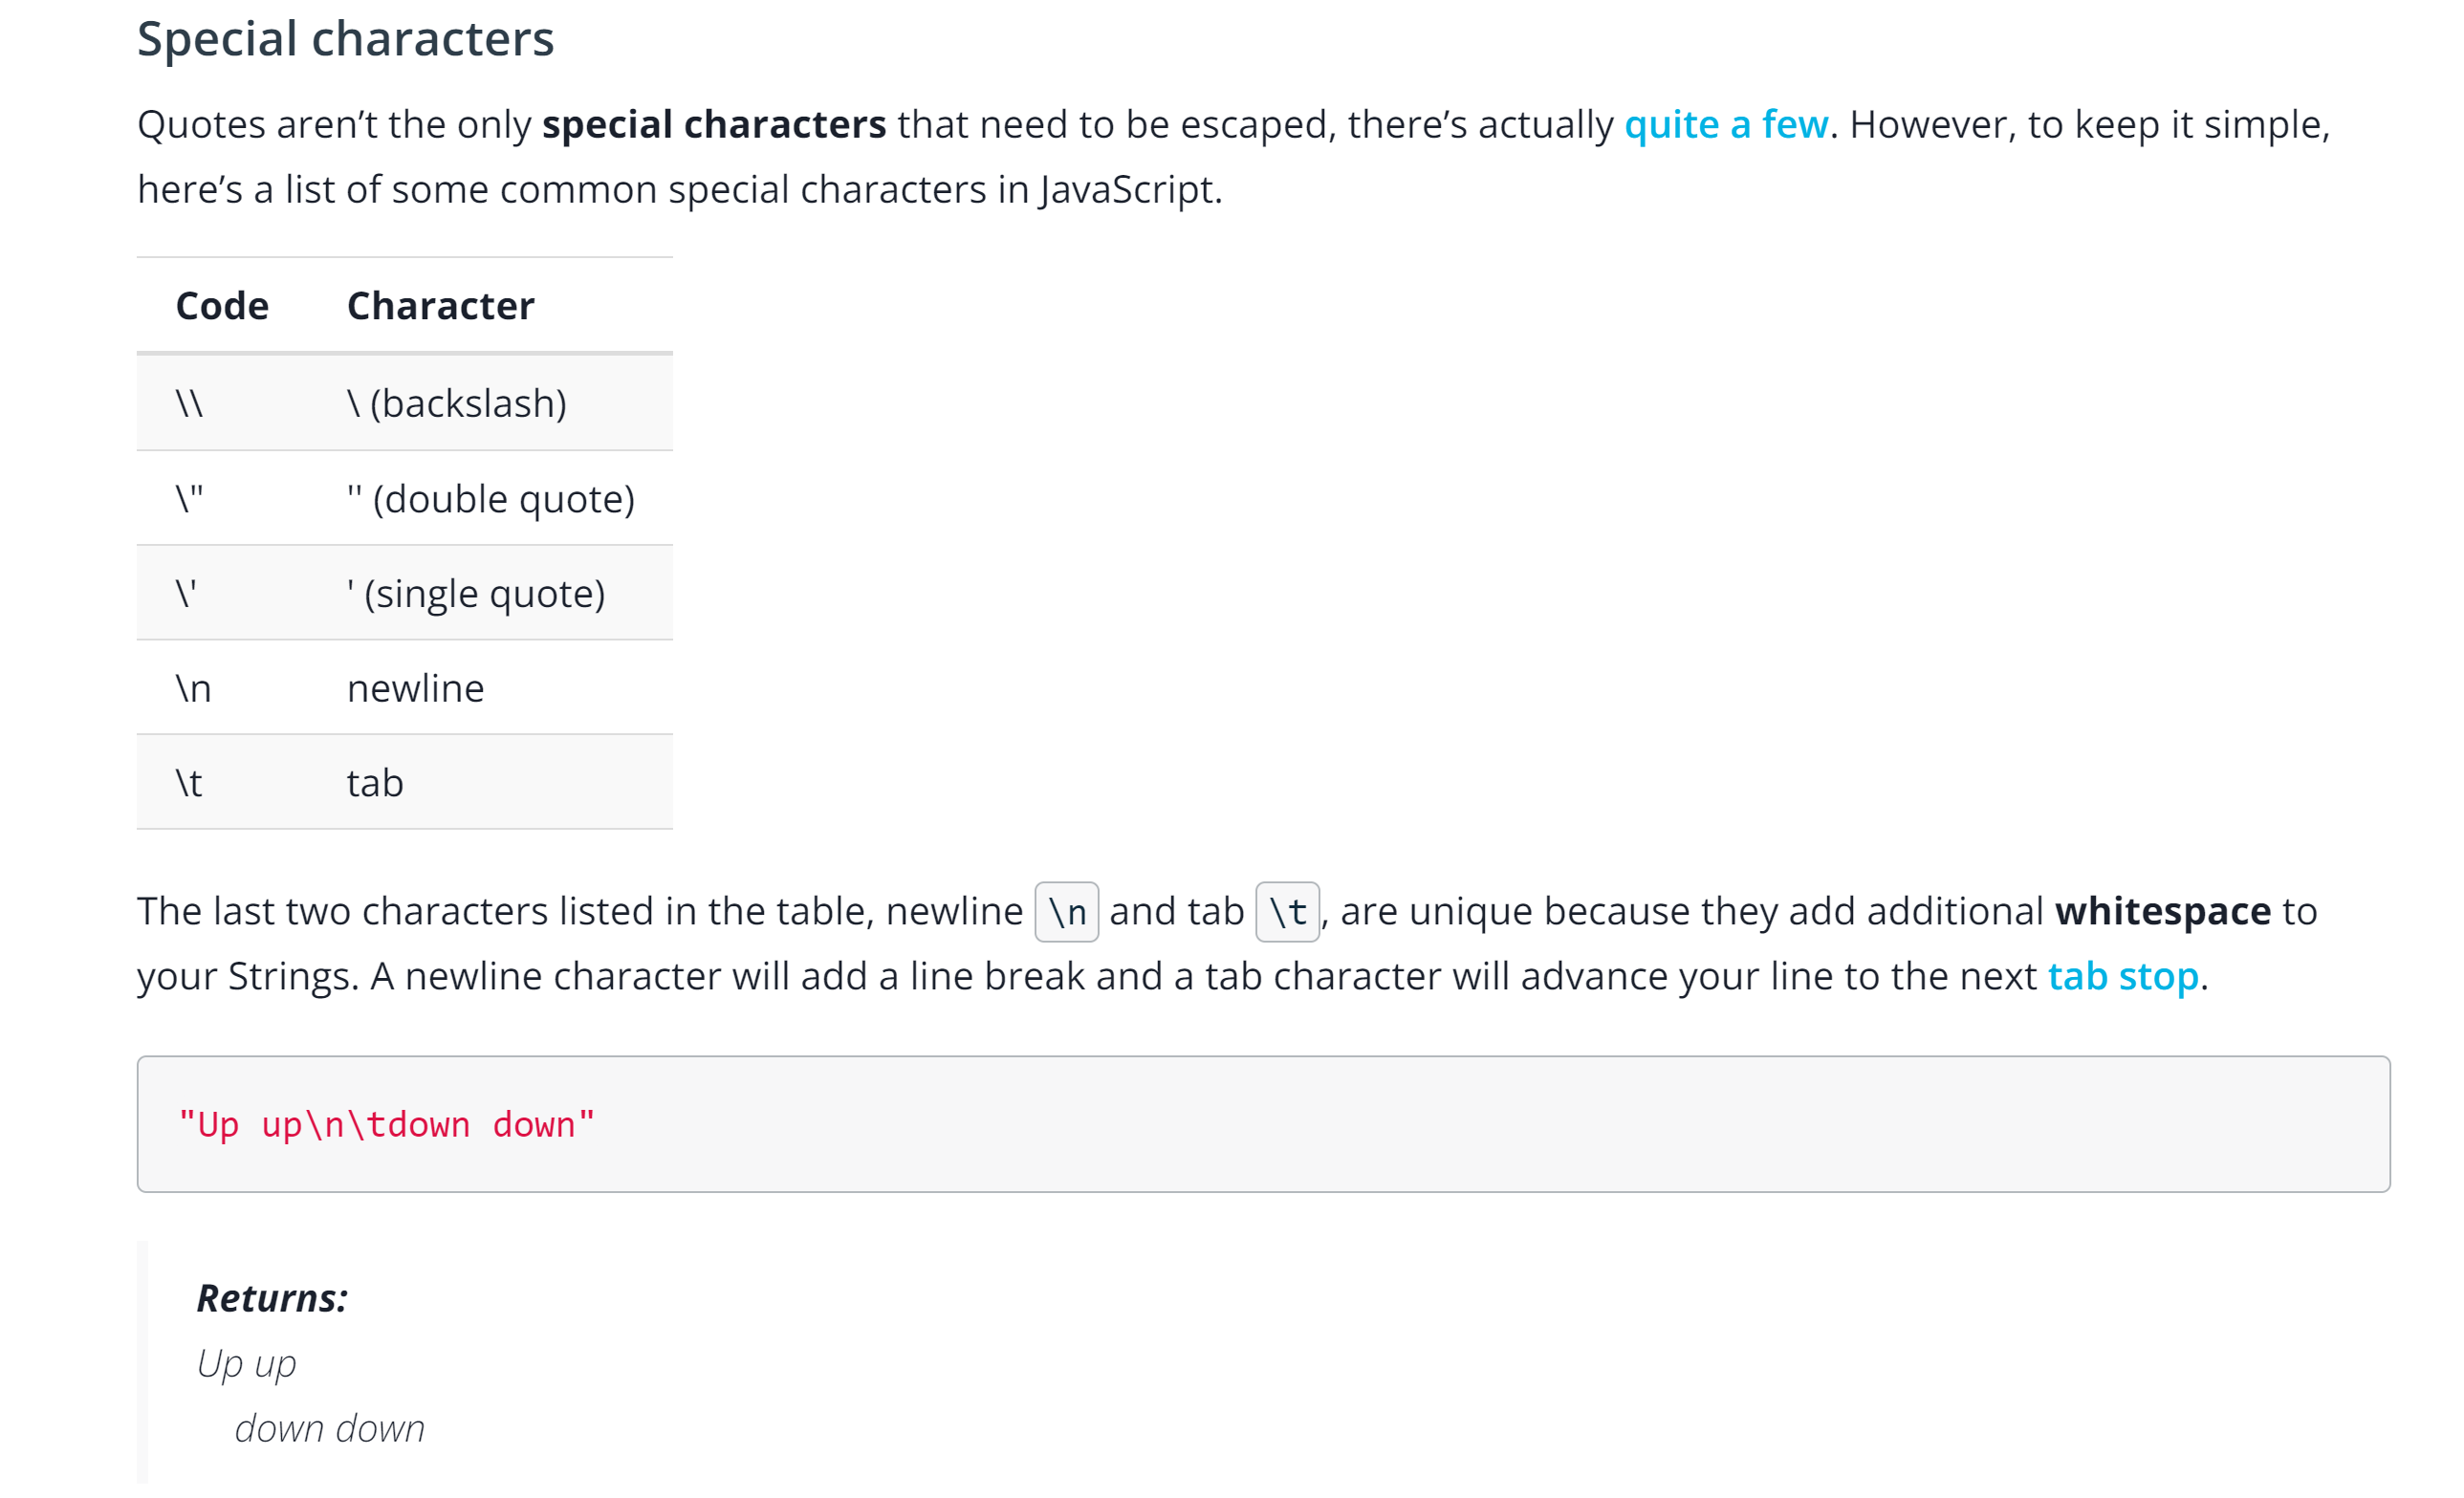 Special characters
Quotes aren’t the only special characters that need to be escaped, there’s actually quite a few. However, to keep it simple,
here’s a list of some common special characters in JavaScript.
Code Character
\\ \ (backslash)
\" '' (double quote)
\' ' (single quote)
\n newline
\t tab
The last two characters listed in the table, newline \n and tab \t, are unique because they add additional whitespace to
your Strings. A newline character will add a line break and a tab character will advance your line to the next tab stop.
"Up up\n\tdown down"
Returns:
Up up
down down